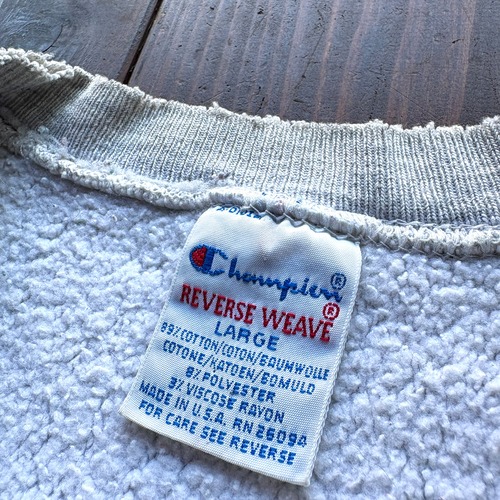 Champion®
REVERSE WEAVE®
LARGE
89% COTTON/COTON/BAUMWOLLE
COTONE/KATOEN/BOMULD
8% POLYESTER
3% VISCOSE RAYON
MADE IN U.S.A. RN 26094
FOR CARE SEE REVERSE